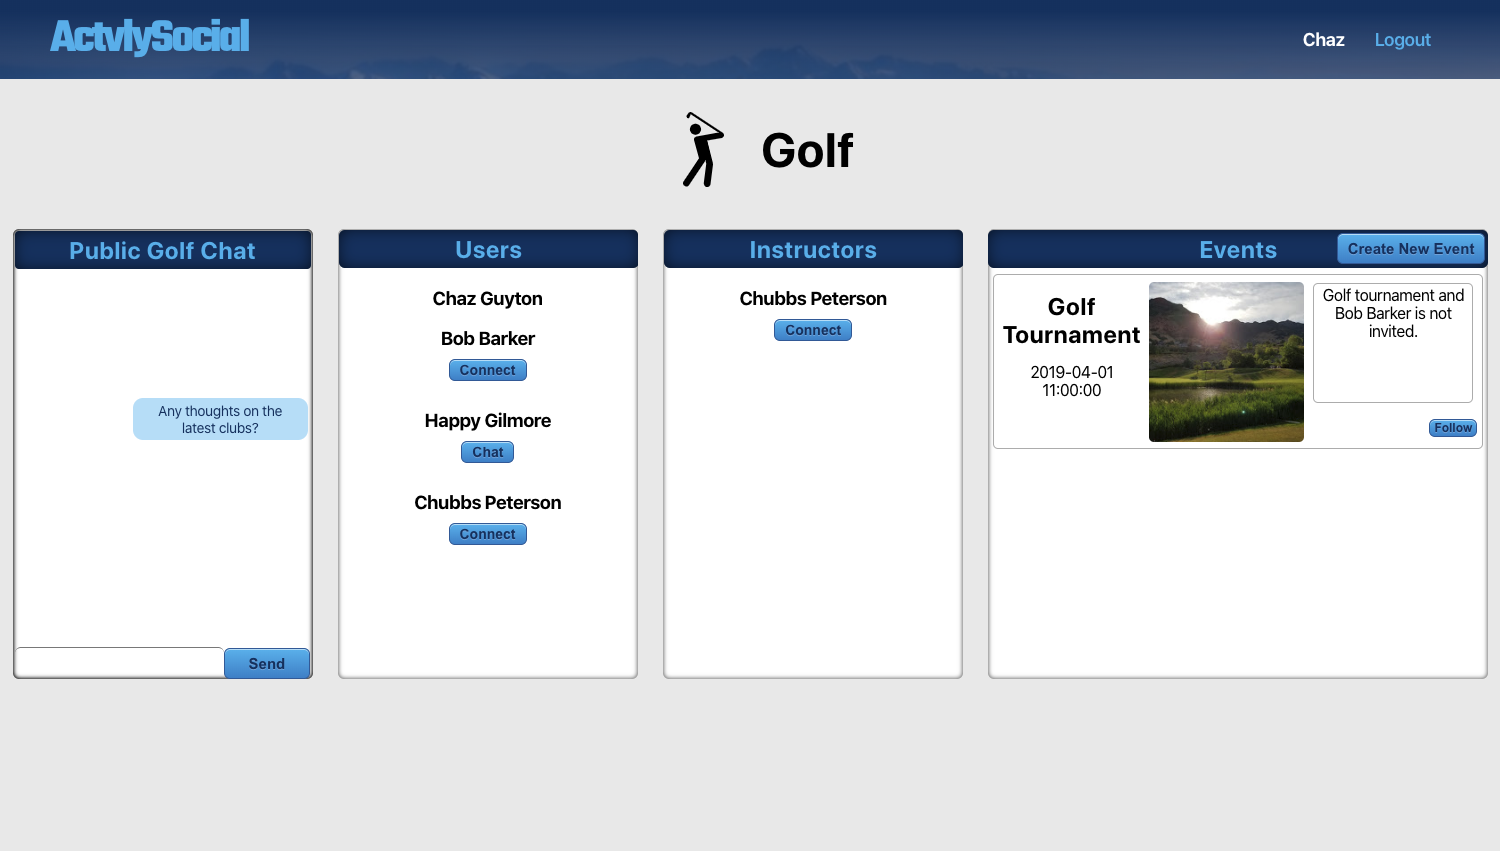 ActvlySocial
Chaz
Logout
Golf
Public Golf Chat
Any thoughts on the
latest clubs?
Send
Users
Chaz Guyton
Bob Barker
Connect
Happy Gilmore
Chat
Chubbs Peterson
Connect
Instructors
Chubbs Peterson
Connect
Events
Create New Event
Golf
Tournament
2019-04-01
11:00:00
Golf tournament and
Bob Barker is not
invited.
Follow